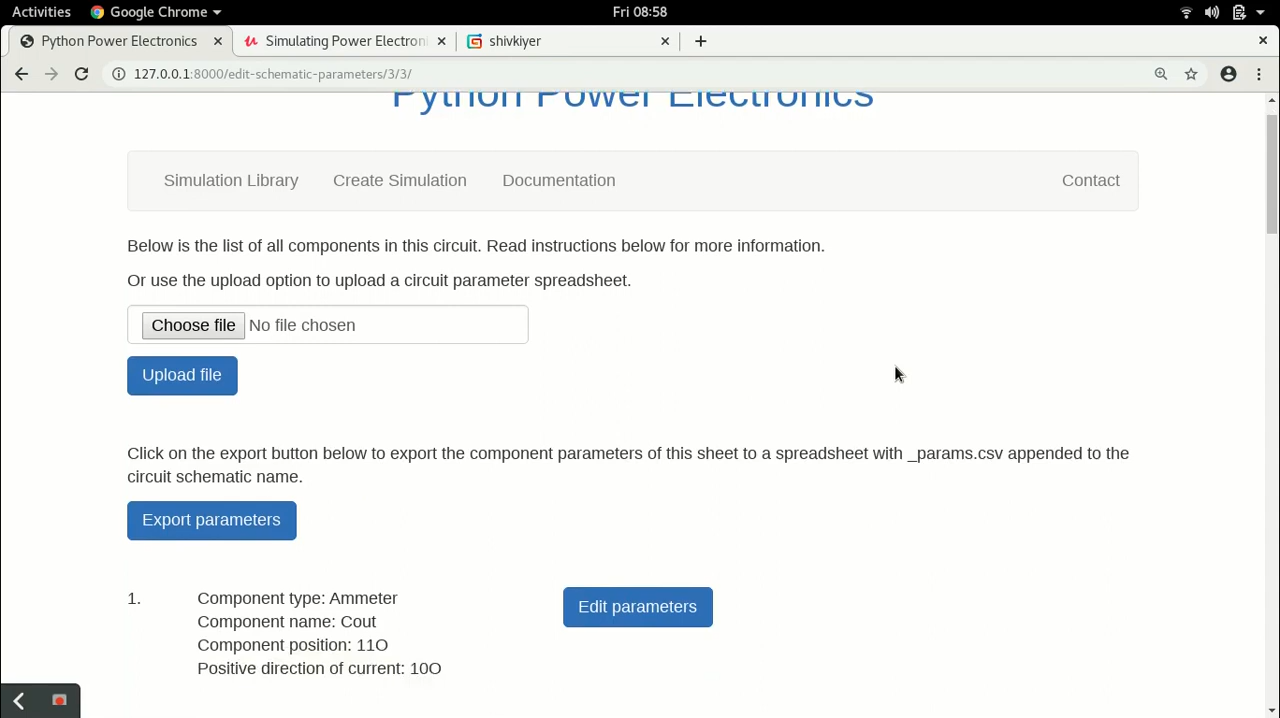 Activities Google Chrome Fri 08:58
Python Power Electronics Simulating Power Electroni shivkiyer
127.0.0.1:8000/edit-schematic-parameters/3/3/
Python Power Electronics
Simulation Library Create Simulation Documentation Contact
Below is the list of all components in this circuit. Read instructions below for more information.
Or use the upload option to upload a circuit parameter spreadsheet.
Choose file No file chosen
Upload file
Click on the export button below to export the component parameters of this sheet to a spreadsheet with _params.csv appended to the
circuit schematic name.
Export parameters
1. Component type: Ammeter Edit parameters
Component name: Cout
Component position: 11O
Positive direction of current: 10O